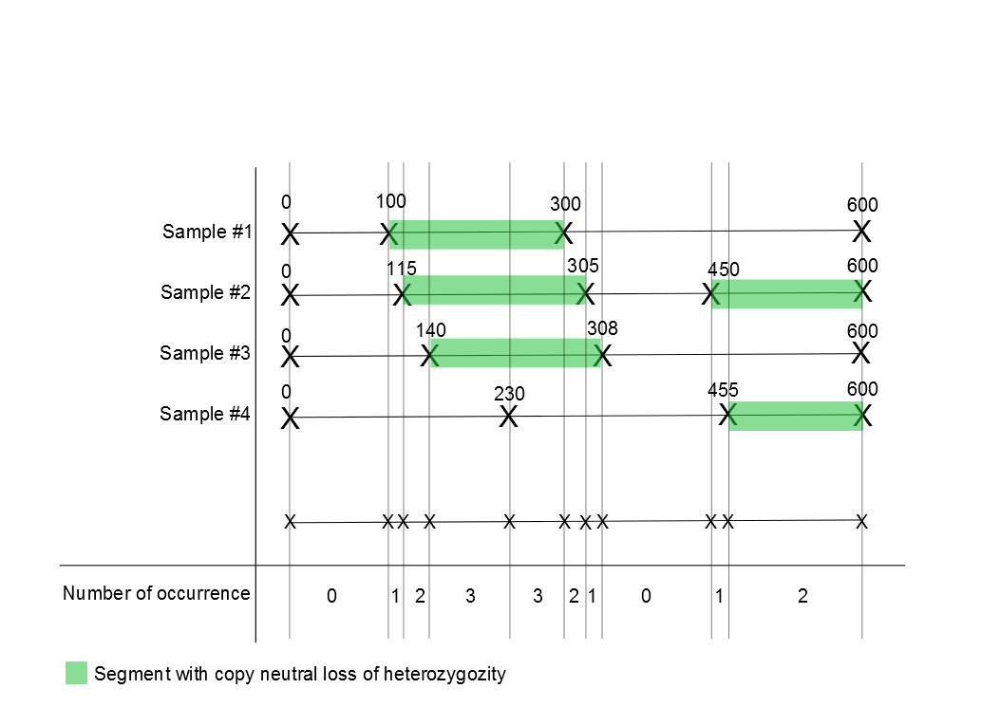 0 100 300 600
Sample #1
0 115 305 450 600
Sample #2
0 140 308 600
Sample #3
0 230 455 600
Sample #4
Number of occurrence 0 1 2 3 3 2 1 0 1 2
Segment with copy neutral loss of heterozygozity